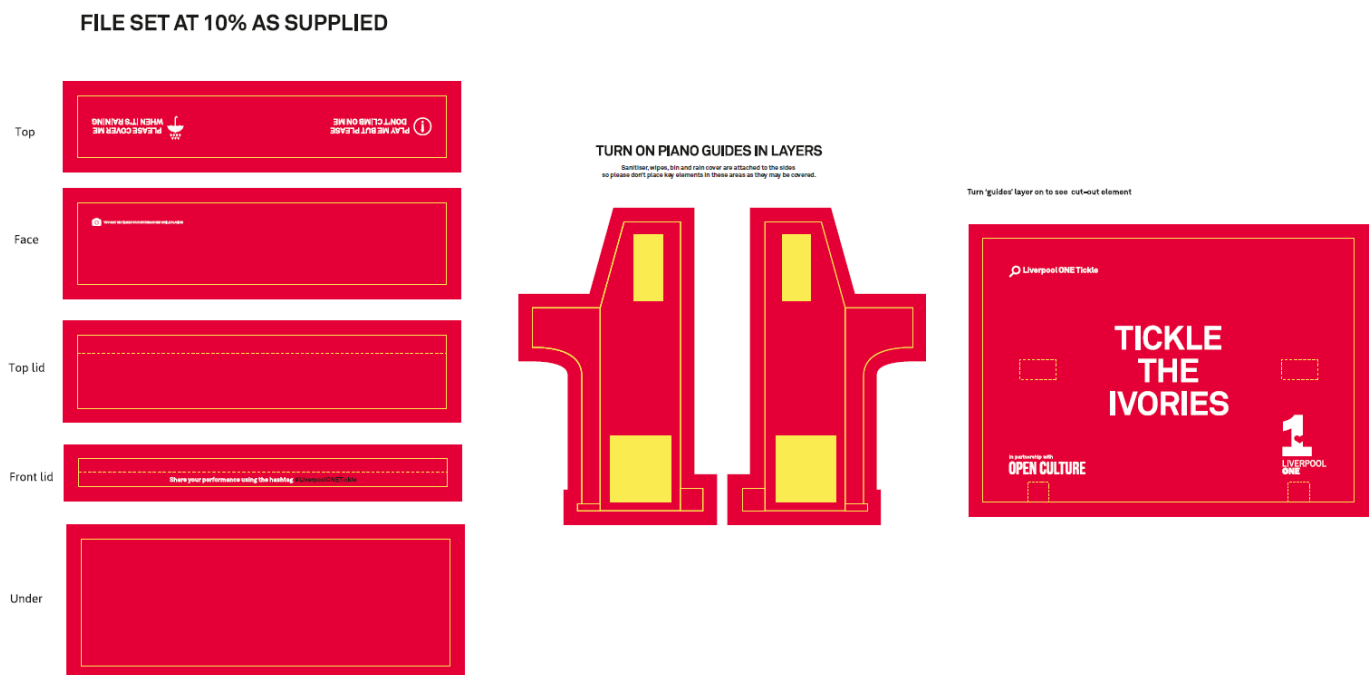 FILE SET AT 10% AS SUPPLIED
Top
PLEASE COVER ME
WHEN IT'S RAINING
PLAY ME BUT PLEASE
DON'T CLIMB ON ME
Face
Top lid
Front lid
Share your performance using the hashtag #LiverpoolONETickle
Under
TURN ON PIANO GUIDES IN LAYERS
Sanitiser, wipes, bin and rain cover are attached to the sides
so please don't place key elements in these areas as they may be covered.
Turn 'guides' layer on to see cut-out element
Liverpool ONE Tickle
TICKLE
THE
IVORIES
In partnership with
OPEN CULTURE
1
LIVERPOOL
ONE